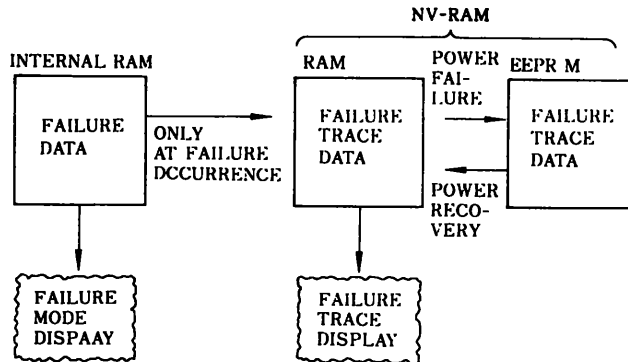 NV-RAM
INTERNAL RAM
RAM
POWER
FAI-
LURE
EEPR M
FAILURE
DATA
ONLY
AT FAILURE
DCCURRENCE
FAILURE
TRACE
DATA
FAILURE
TRACE
DATA
POWER
RECO-
VERY
FAILURE
MODE
DISPAAY
FAILURE
TRACE
DISPLAY